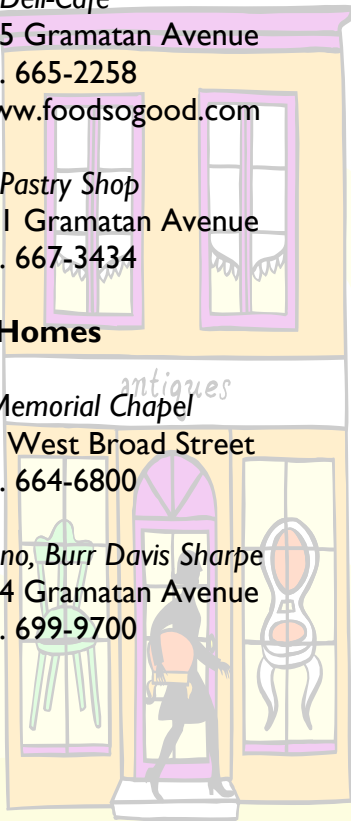 Deli-Cafe
5 Gramatan Avenue
. 665-2258
ww.foodsogood.com
Pastry Shop
1 Gramatan Avenue
. 667-3434
Homes
antiques
Memorial Chapel
West Broad Street
. 664-6800
no, Burr Davis Sharpe
4 Gramatan Avenue
. 699-9700